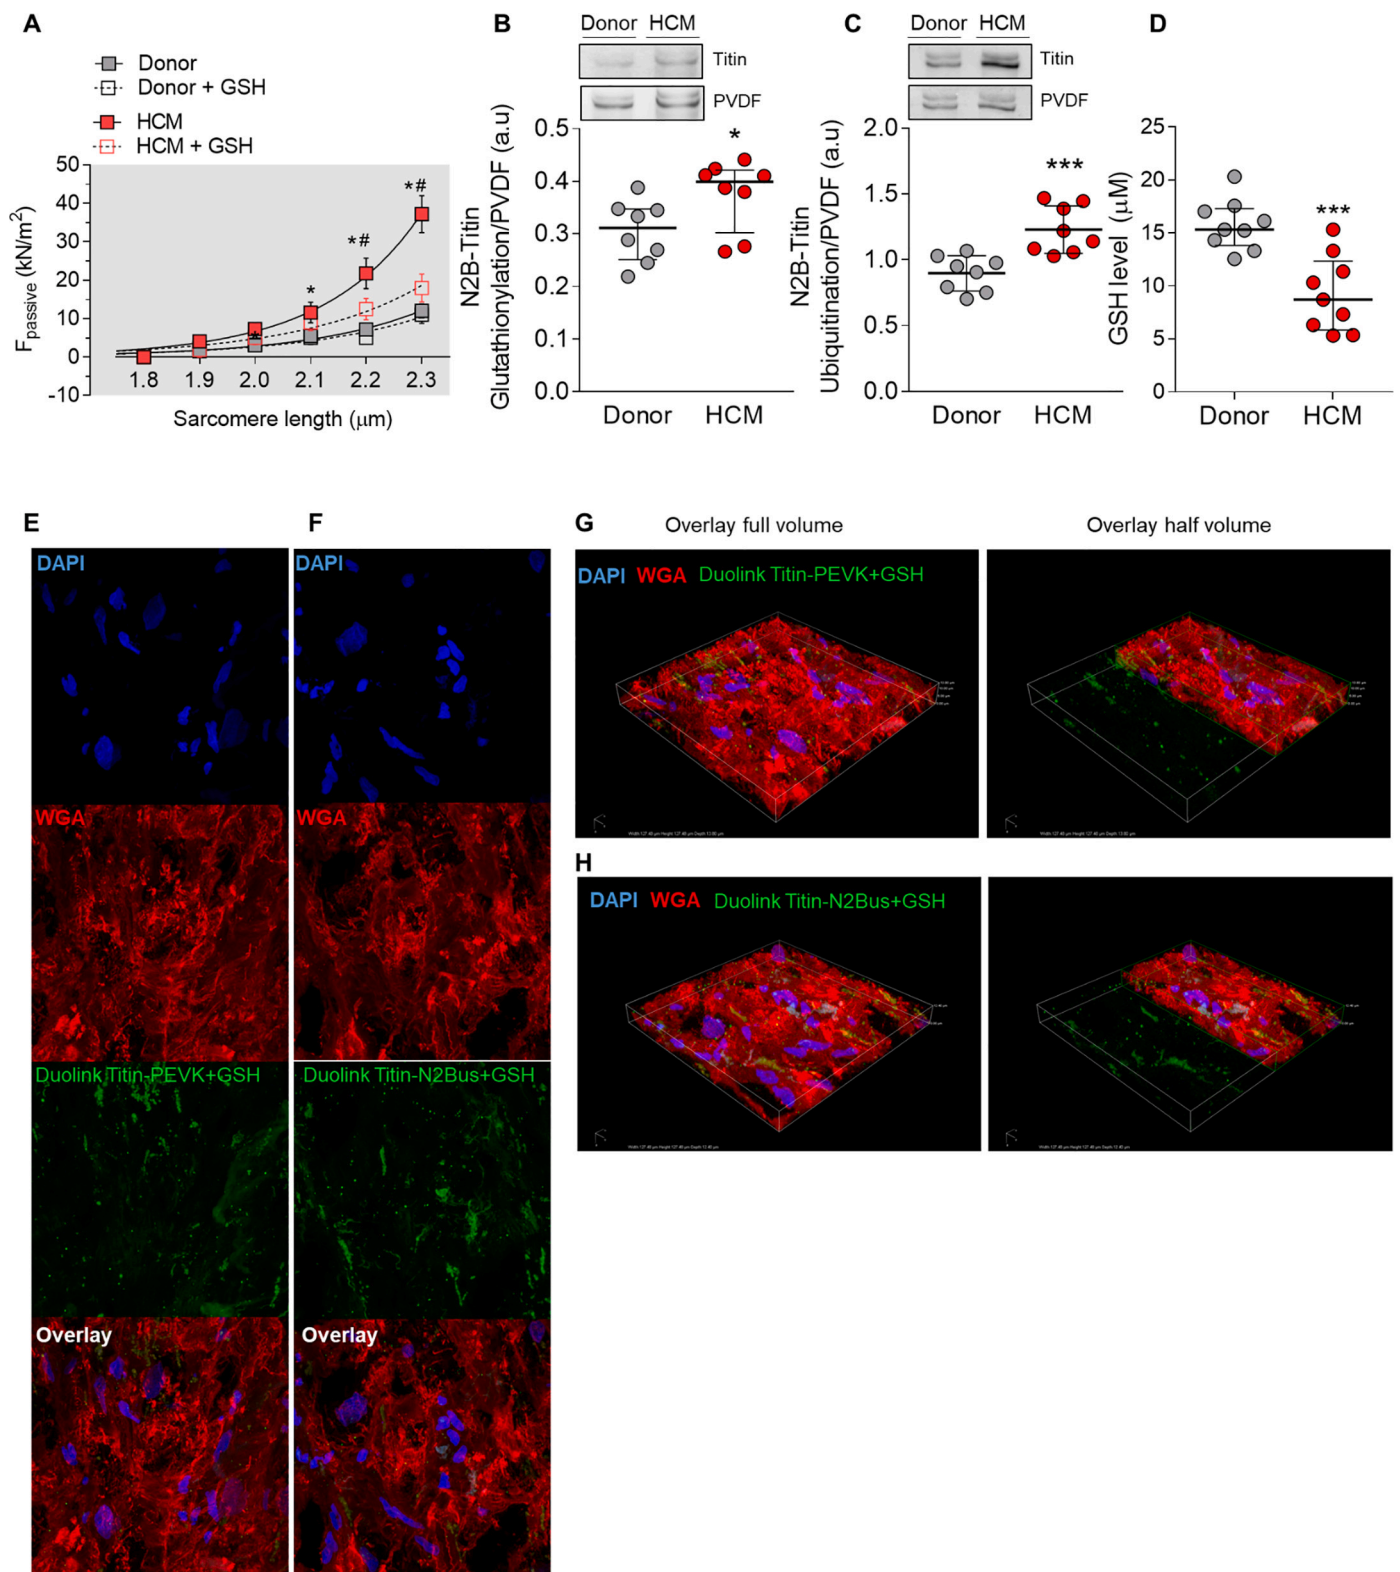 A
Donor
Donor + GSH
HCM
HCM + GSH
Fpassive (kN/m2)
50
40
30
20
10
0
-10
*
*
*#
*#
1.8 1.9 2.0 2.1 2.2 2.3
Sarcomere length (μm)
B
Donor HCM
Titin
PVDF
N2B-Titin
Glutathionylation/PVDF (a.u)
0.5
0.4
0.3
0.2
0.1
0.0
*
Donor HCM
C
Donor HCM
Titin
PVDF
N2B-Titin
Ubiquitination/PVDF (a.u)
2.0
1.5
1.0
0.5
0.0
***
Donor HCM
D
GSH level (μM)
25
20
15
10
5
0
***
Donor HCM
E
DAPI
WGA
Duolink Titin-PEVK+GSH
Overlay
F
DAPI
WGA
Duolink Titin-N2Bus+GSH
Overlay
G
Overlay full volume
Overlay half volume
DAPI WGA Duolink Titin-PEVK+GSH
H
DAPI WGA Duolink Titin-N2Bus+GSH